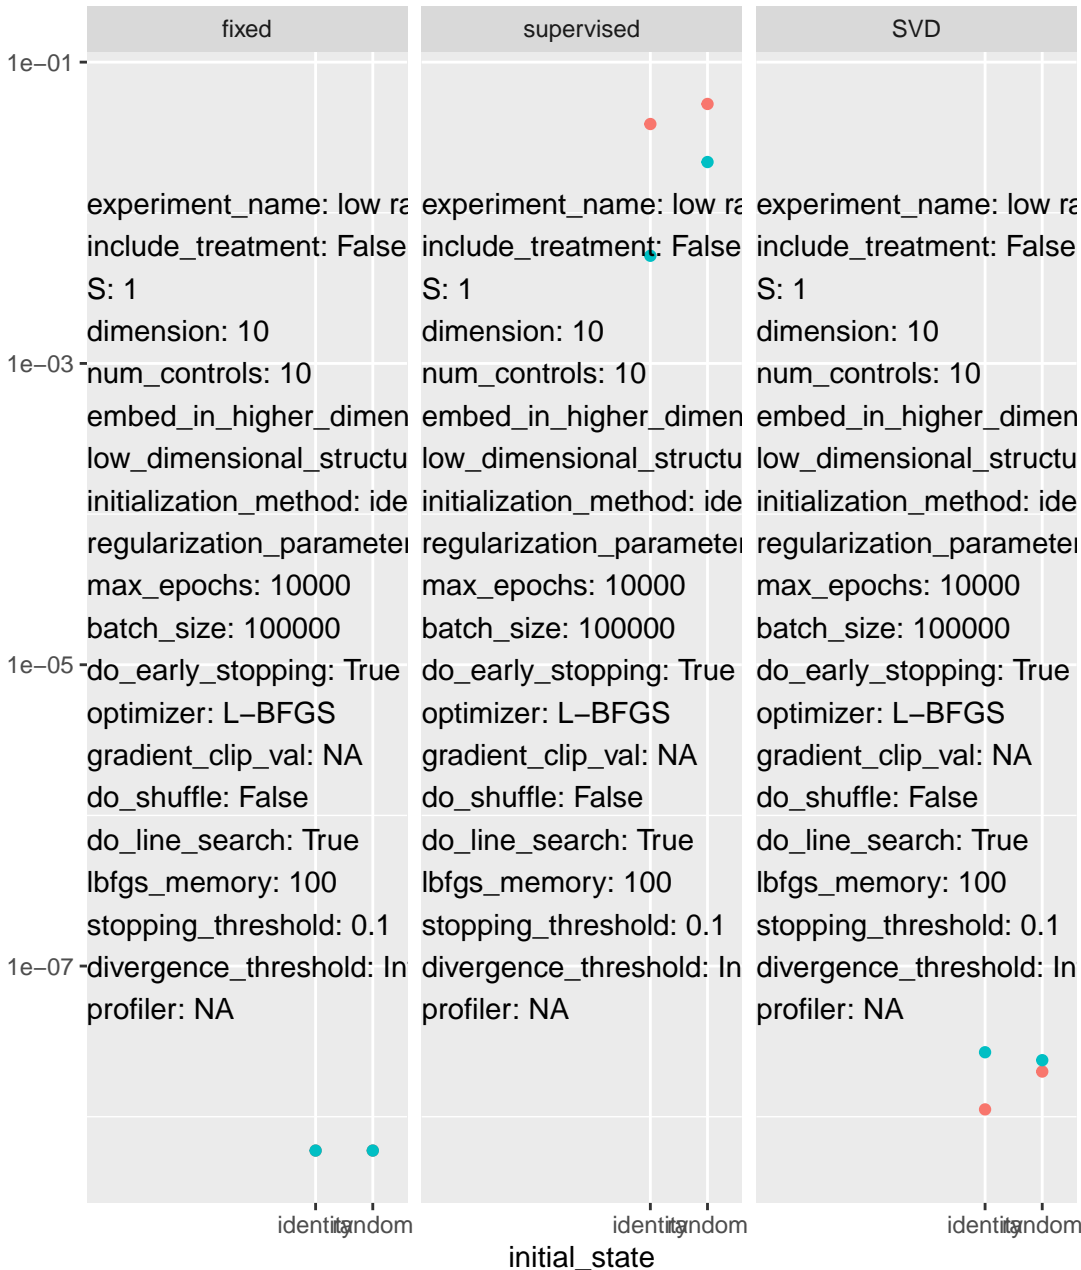 fixed
supervised
SVD
1e−01
1e−03
1e−05
1e−07
experiment_name: low ra
include_treatment: False
S: 1
dimension: 10
num_controls: 10
embed_in_higher_dimen
low_dimensional_structu
initialization_method: ide
regularization_parameter
max_epochs: 10000
batch_size: 100000
do_early_stopping: True
optimizer: L−BFGS
gradient_clip_val: NA
do_shuffle: False
do_line_search: True
lbfgs_memory: 100
stopping_threshold: 0.1
divergence_threshold: In
profiler: NA
experiment_name: low ra
include_treatment: False
S: 1
dimension: 10
num_controls: 10
embed_in_higher_dimen
low_dimensional_structu
initialization_method: ide
regularization_parameter
max_epochs: 10000
batch_size: 100000
do_early_stopping: True
optimizer: L−BFGS
gradient_clip_val: NA
do_shuffle: False
do_line_search: True
lbfgs_memory: 100
stopping_threshold: 0.1
divergence_threshold: In
profiler: NA
experiment_name: low ra
include_treatment: False
S: 1
dimension: 10
num_controls: 10
embed_in_higher_dimen
low_dimensional_structu
initialization_method: ide
regularization_parameter
max_epochs: 10000
batch_size: 100000
do_early_stopping: True
optimizer: L−BFGS
gradient_clip_val: NA
do_shuffle: False
do_line_search: True
lbfgs_memory: 100
stopping_threshold: 0.1
divergence_threshold: In
profiler: NA
identity random
identity random
identity random
initial_state